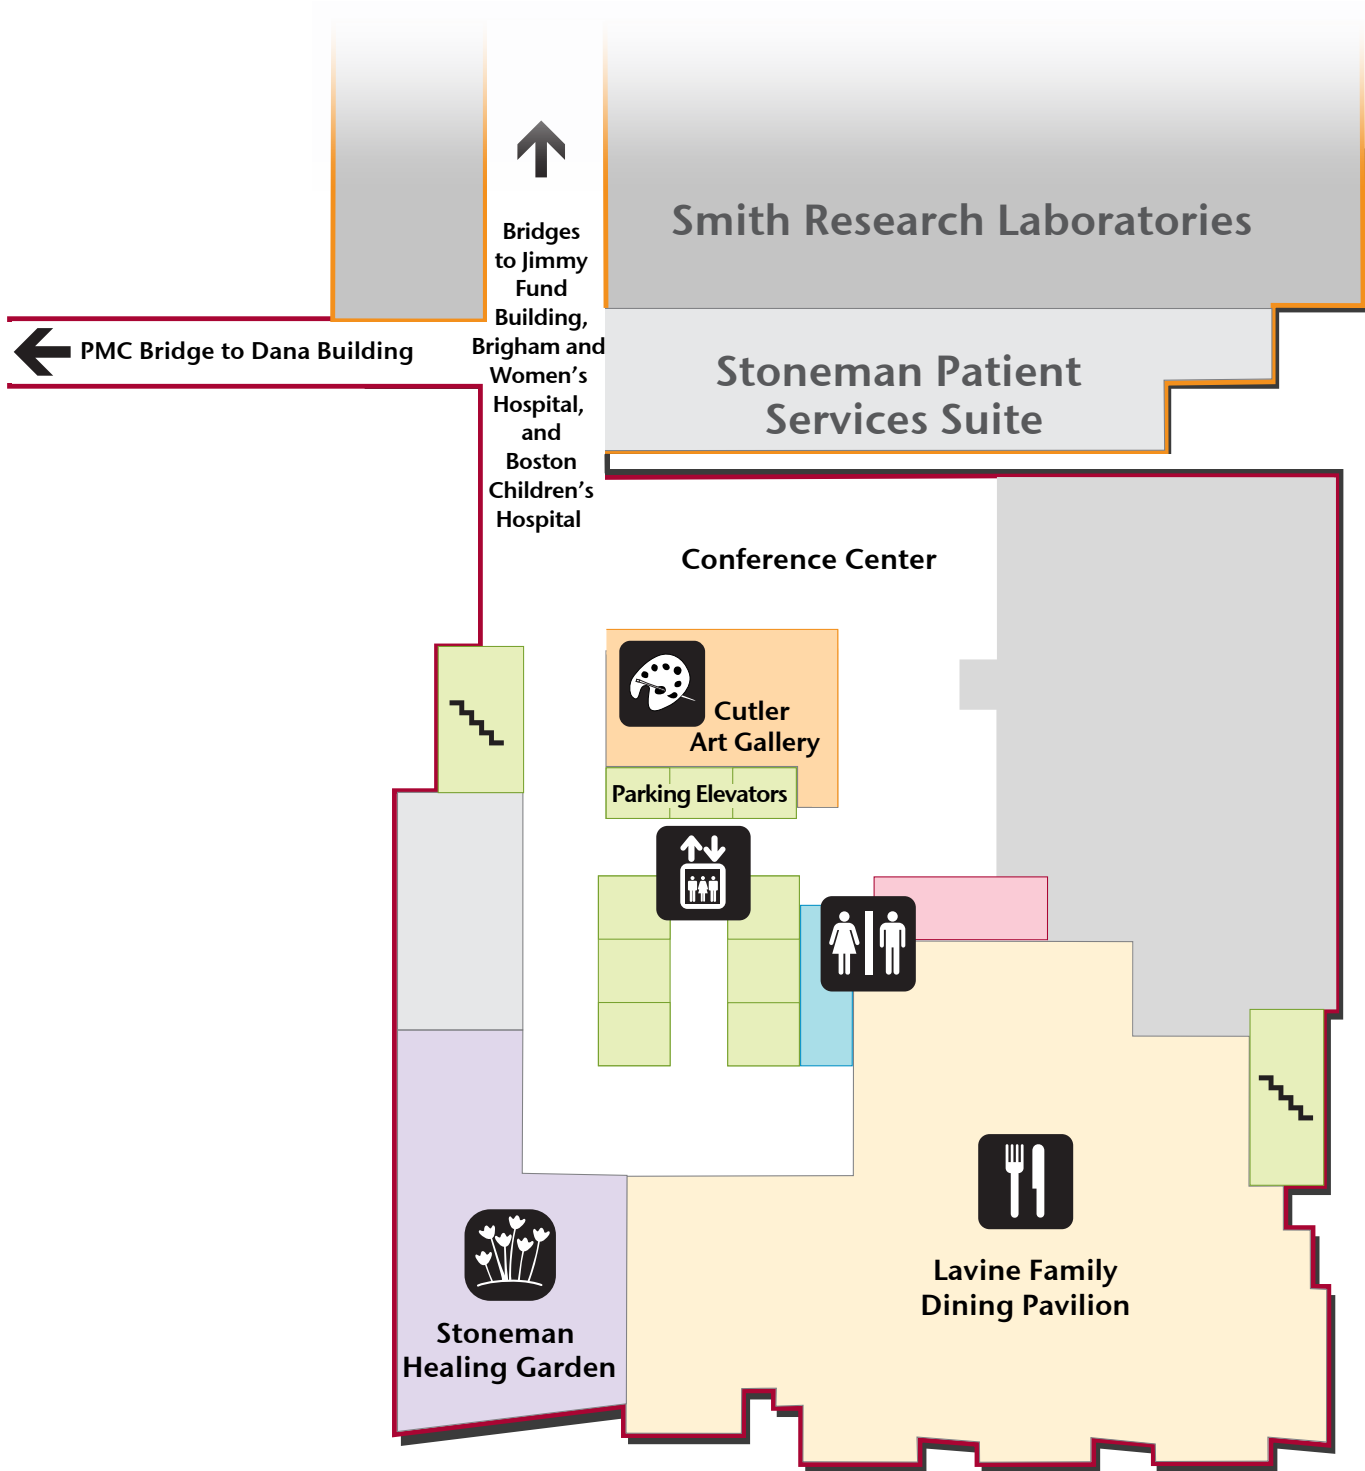 Smith Research Laboratories
Bridges
to Jimmy
Fund
Building,
Brigham and
Women's
Hospital,
and
Boston
Children's
Hospital
PMC Bridge to Dana Building
Stoneman Patient
Services Suite
Conference Center
Cutler
Art Gallery
Parking Elevators
Lavine Family
Dining Pavilion
Stoneman
Healing Garden